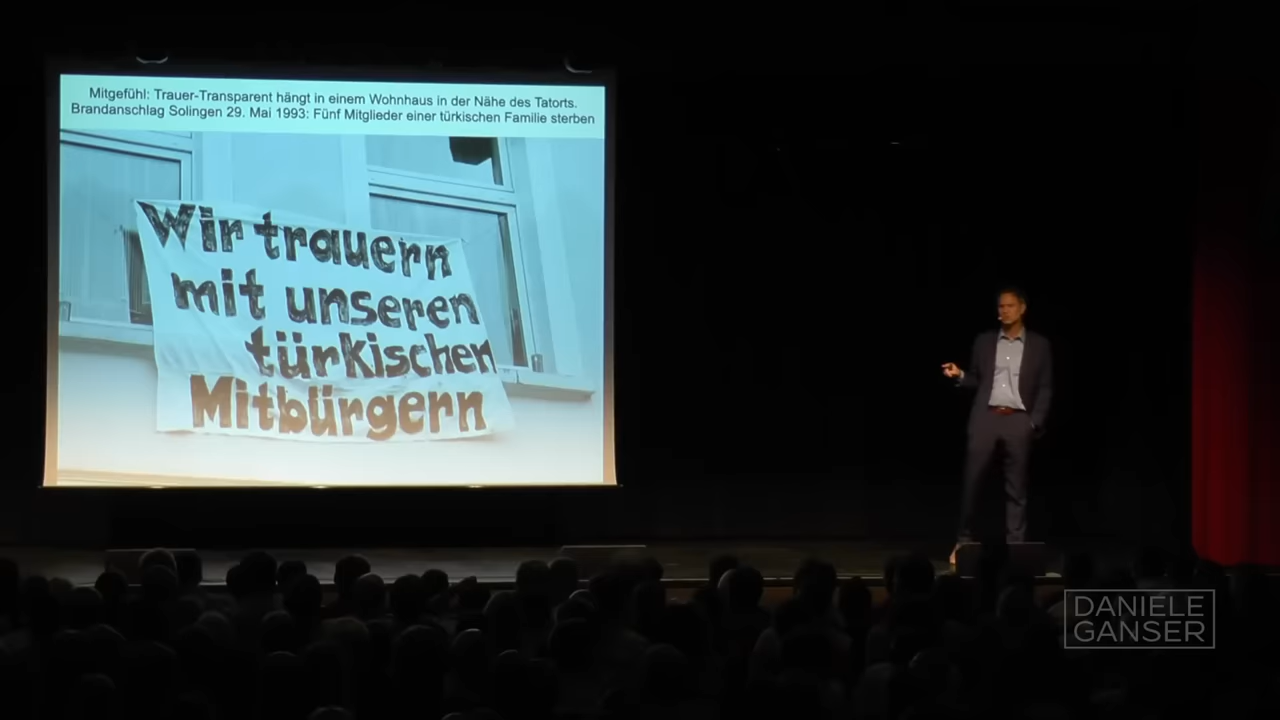 Mitgefühl: Trauer-Transparent hängt in einem Wohnhaus in der Nähe des Tatorts.
Brandanschlag Solingen 29. Mai 1993: Fünf Mitglieder einer türkischen Familie sterben
Wir trauern
mit unseren
türkischen
Mitbürgern
DANIELE
GANSER